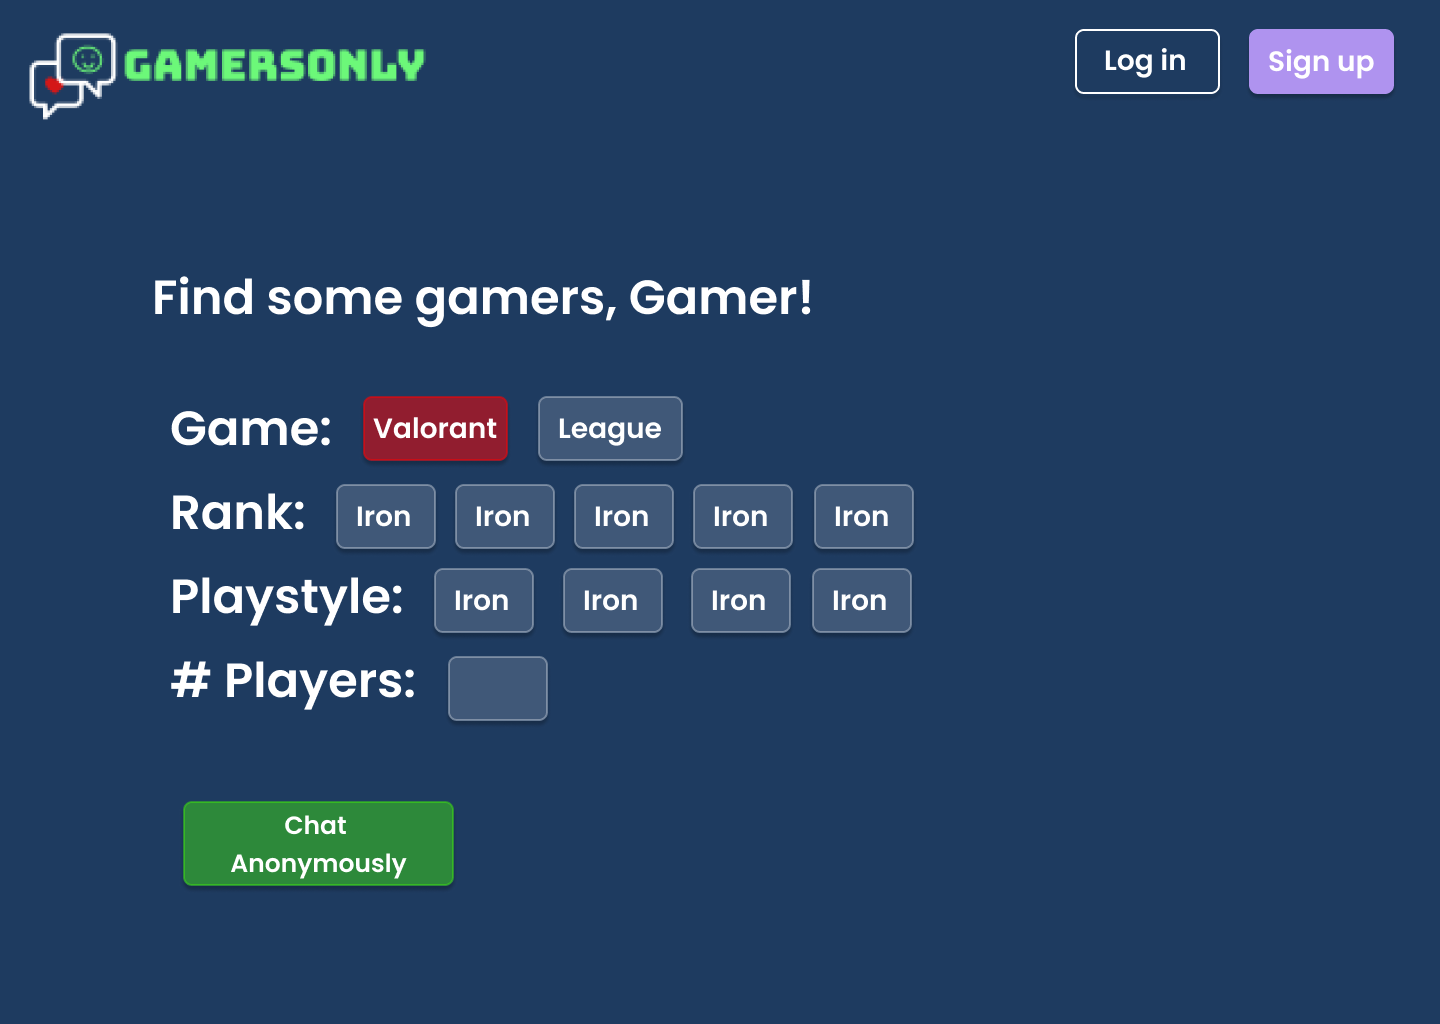 GAMERSONLY
Log in
Sign up
Find some gamers, Gamer!
Game: Valorant League
Rank: Iron Iron Iron Iron Iron
Playstyle: Iron Iron Iron Iron
# Players:
Chat
Anonymously